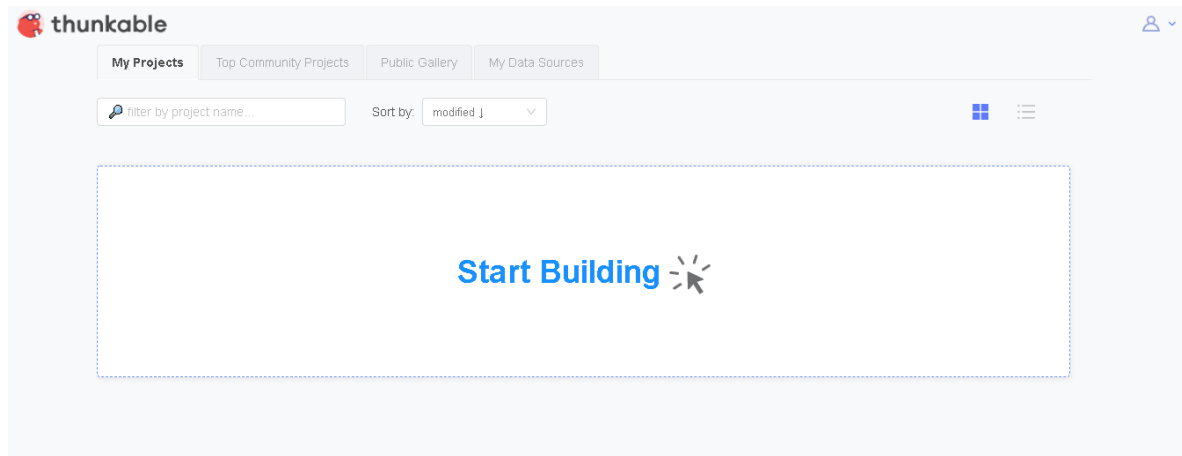 thunkable
My Projects Top Community Projects Public Gallery My Data Sources
filter by project name... Sort by: modified ↓
Start Building